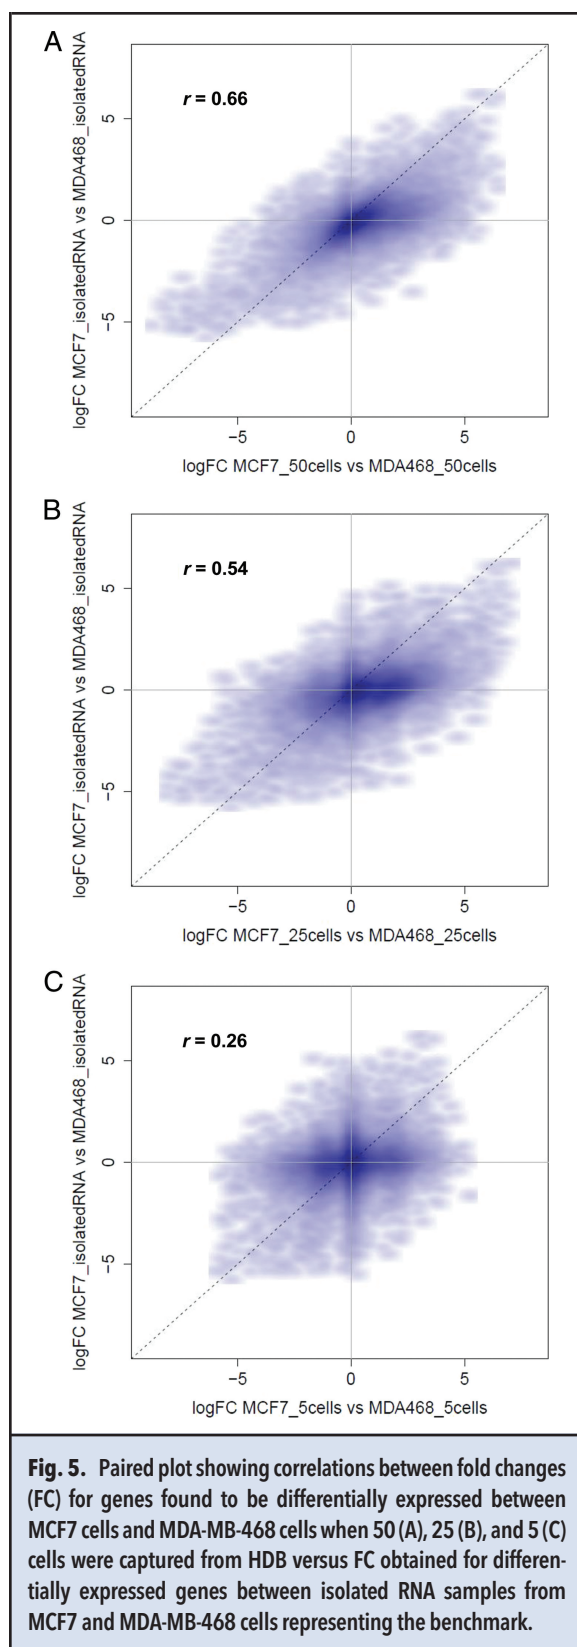 A
logFC MCF7_isolatedRNA vs MDA468_isolatedRNA
r = 0.66
5
0
−5
−5
0
5
logFC MCF7_50cells vs MDA468_50cells
B
logFC MCF7_isolatedRNA vs MDA468_isolatedRNA
r = 0.54
5
0
−5
−5
0
5
logFC MCF7_25cells vs MDA468_25cells
C
logFC MCF7_isolatedRNA vs MDA468_isolatedRNA
r = 0.26
5
0
−5
−5
0
5
logFC MCF7_5cells vs MDA468_5cells
Fig. 5. Paired plot showing correlations between fold changes
(FC) for genes found to be differentially expressed between
MCF7 cells and MDA-MB-468 cells when 50 (A), 25 (B), and 5 (C)
cells were captured from HDB versus FC obtained for differen-
tially expressed genes between isolated RNA samples from
MCF7 and MDA-MB-468 cells representing the benchmark.